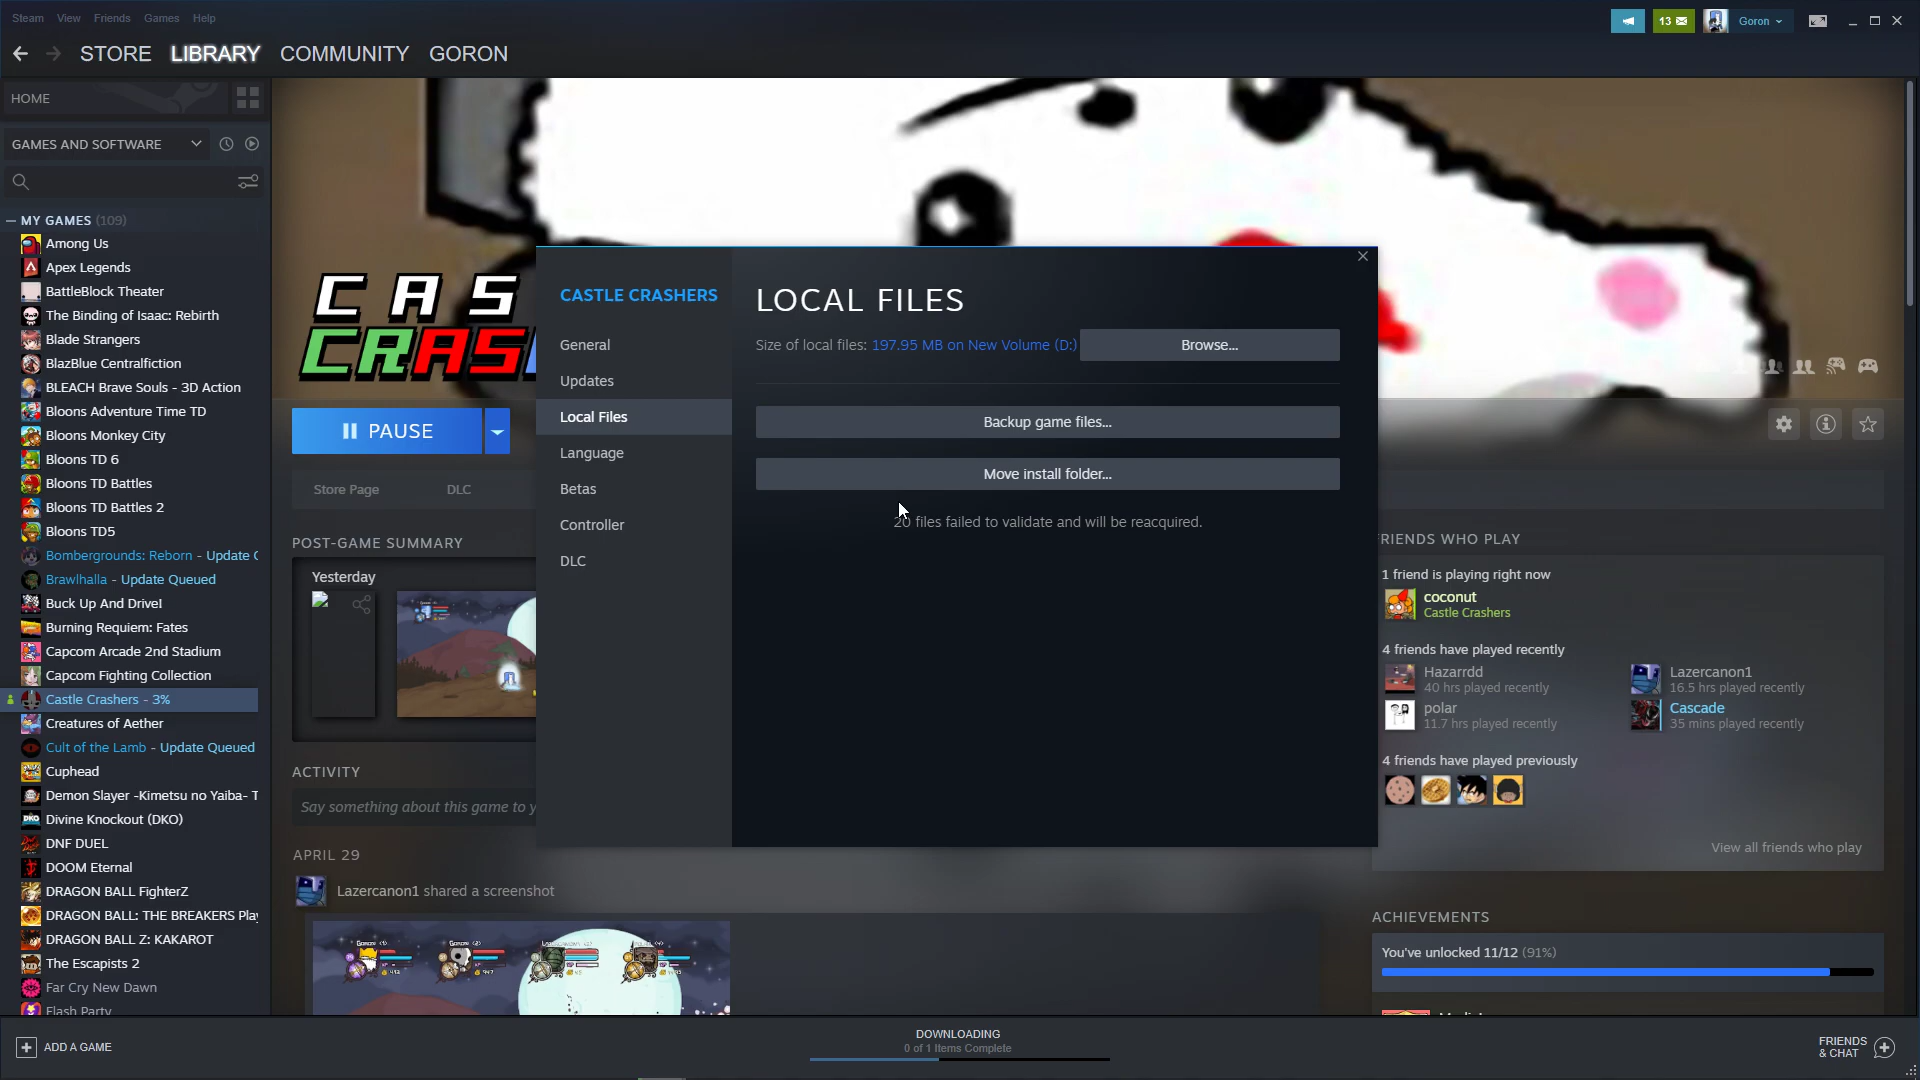 Steam View Friends Games Help
13
Goron
STORE LIBRARY COMMUNITY GORON
HOME
GAMES AND SOFTWARE
MY GAMES (109)
Among Us
Apex Legends
BattleBlock Theater
The Binding of Isaac: Rebirth
Blade Strangers
BlazBlue Centralfiction
BLEACH Brave Souls - 3D Action
Bloons Adventure Time TD
Bloons Monkey City
Bloons TD 6
Bloons TD Battles
Bloons TD Battles 2
Bloons TD5
Bombergrounds: Reborn - Update
Brawlhalla - Update Queued
Buck Up And Drive!
Burning Requiem: Fates
Capcom Arcade 2nd Stadium
Capcom Fighting Collection
Castle Crashers - 3%
Creatures of Aether
Cult of the Lamb - Update Queued
Cuphead
Demon Slayer -Kimetsu no Yaiba- T
Divine Knockout (DKO)
DNF DUEL
DOOM Eternal
DRAGON BALL FighterZ
DRAGON BALL: THE BREAKERS Pla
DRAGON BALL Z: KAKAROT
The Escapists 2
Far Cry New Dawn
Flash Party
CAS
CRAS
PAUSE
Store Page DLC
POST-GAME SUMMARY
Yesterday
ACTIVITY
Say something about this game to y
APRIL 29
Lazercanon1 shared a screenshot
CASTLE CRASHERS
General
Updates
Local Files
Language
Betas
Controller
DLC
LOCAL FILES
Size of local files: 197.95 MB on New Volume (D:)
Browse...
Backup game files...
Move install folder...
20 files failed to validate and will be reacquired.
RIENDS WHO PLAY
1 friend is playing right now
coconut
Castle Crashers
4 friends have played recently
Hazarrdd
40 hrs played recently
Lazercanon1
16.5 hrs played recently
polar
11.7 hrs played recently
Cascade
35 mins played recently
4 friends have played previously
View all friends who play
ACHIEVEMENTS
You've unlocked 11/12 (91%)
ADD A GAME
DOWNLOADING
0 of 1 Items Complete
FRIENDS
& CHAT